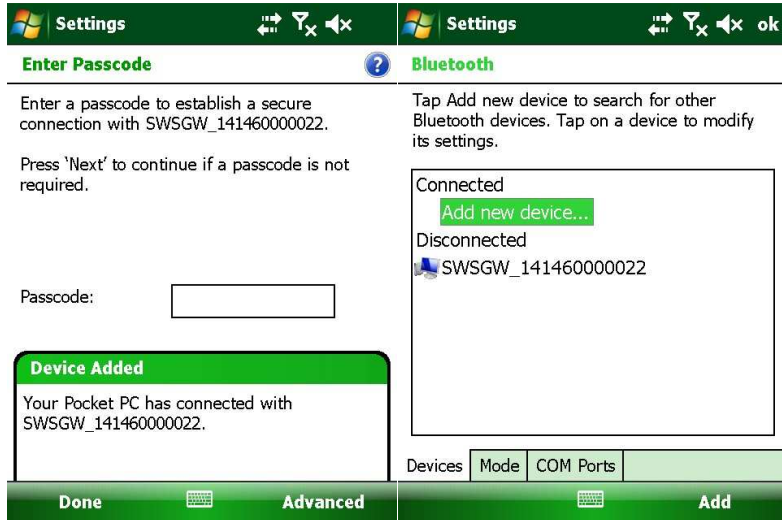 Settings
Enter Passcode
?
Enter a passcode to establish a secure
connection with SWSGW_141460000022.
Press 'Next' to continue if a passcode is not
required.
Passcode:
Device Added
Your Pocket PC has connected with
SWSGW_141460000022.
Done
Advanced
Settings
ok
Bluetooth
Tap Add new device to search for other
Bluetooth devices. Tap on a device to modify
its settings.
Connected
Add new device...
Disconnected
SWSGW_141460000022
Devices Mode COM Ports
Add